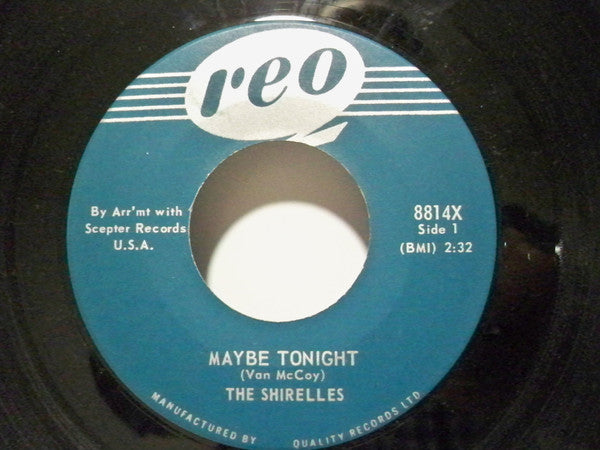 reo
By Arr'mt with
Scepter Records
U.S.A.
8814X
Side 1
(BMI) 2:32
MAYBE TONIGHT
(Van McCoy)
THE SHIRELLES
MANUFACTURED BY QUALITY RECORDS LTD